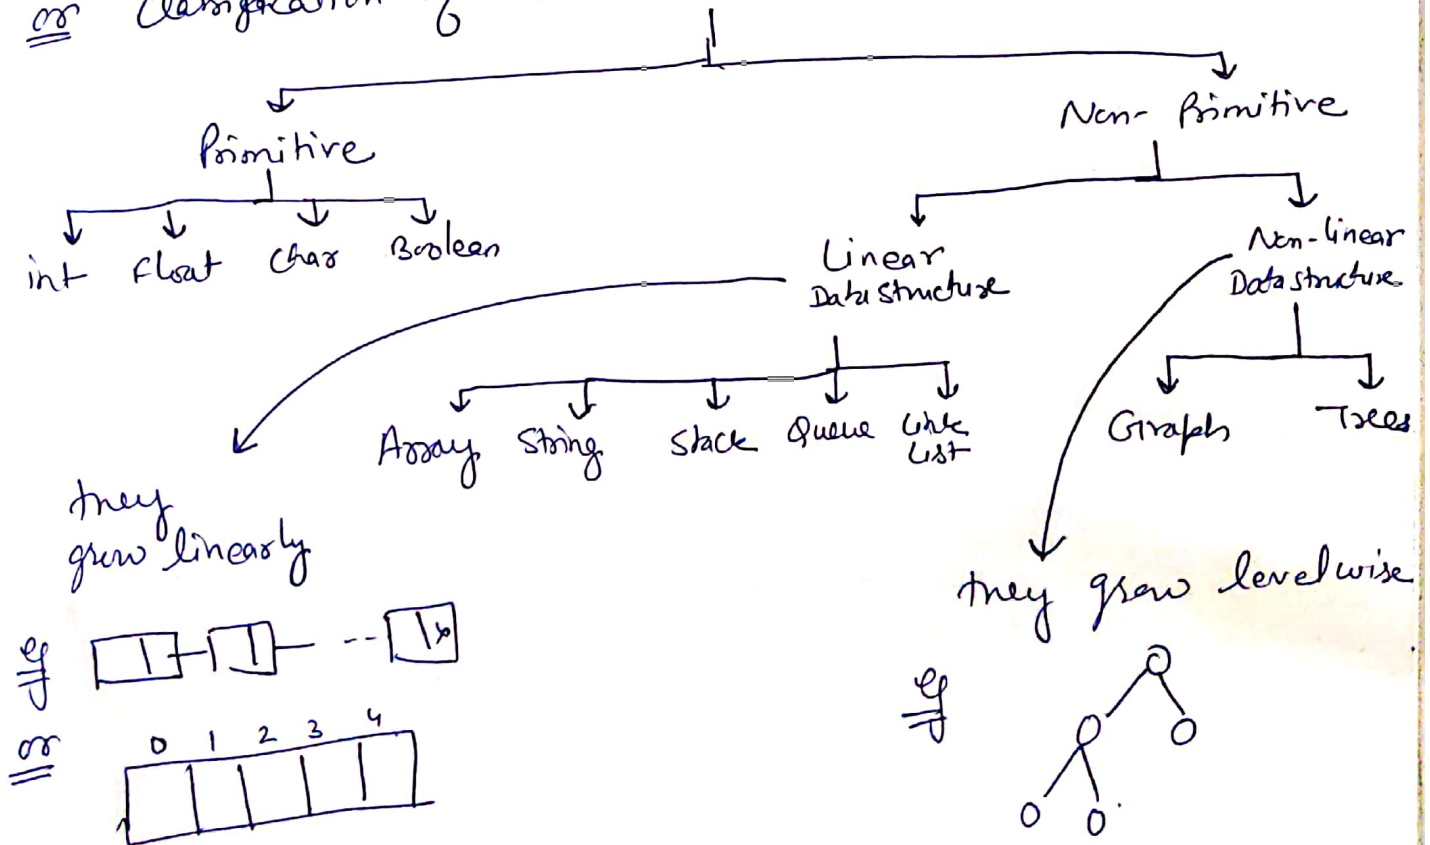 or Classification of
Primitive
Non-Primitive
int Float Char Boolean
Linear
Data Structure
Non-linear
Data structure
Array String Stack Queue Link
List
Graph Trees
they
grow linearly
they grow levelwise
eg
eg
or 0 1 2 3 4